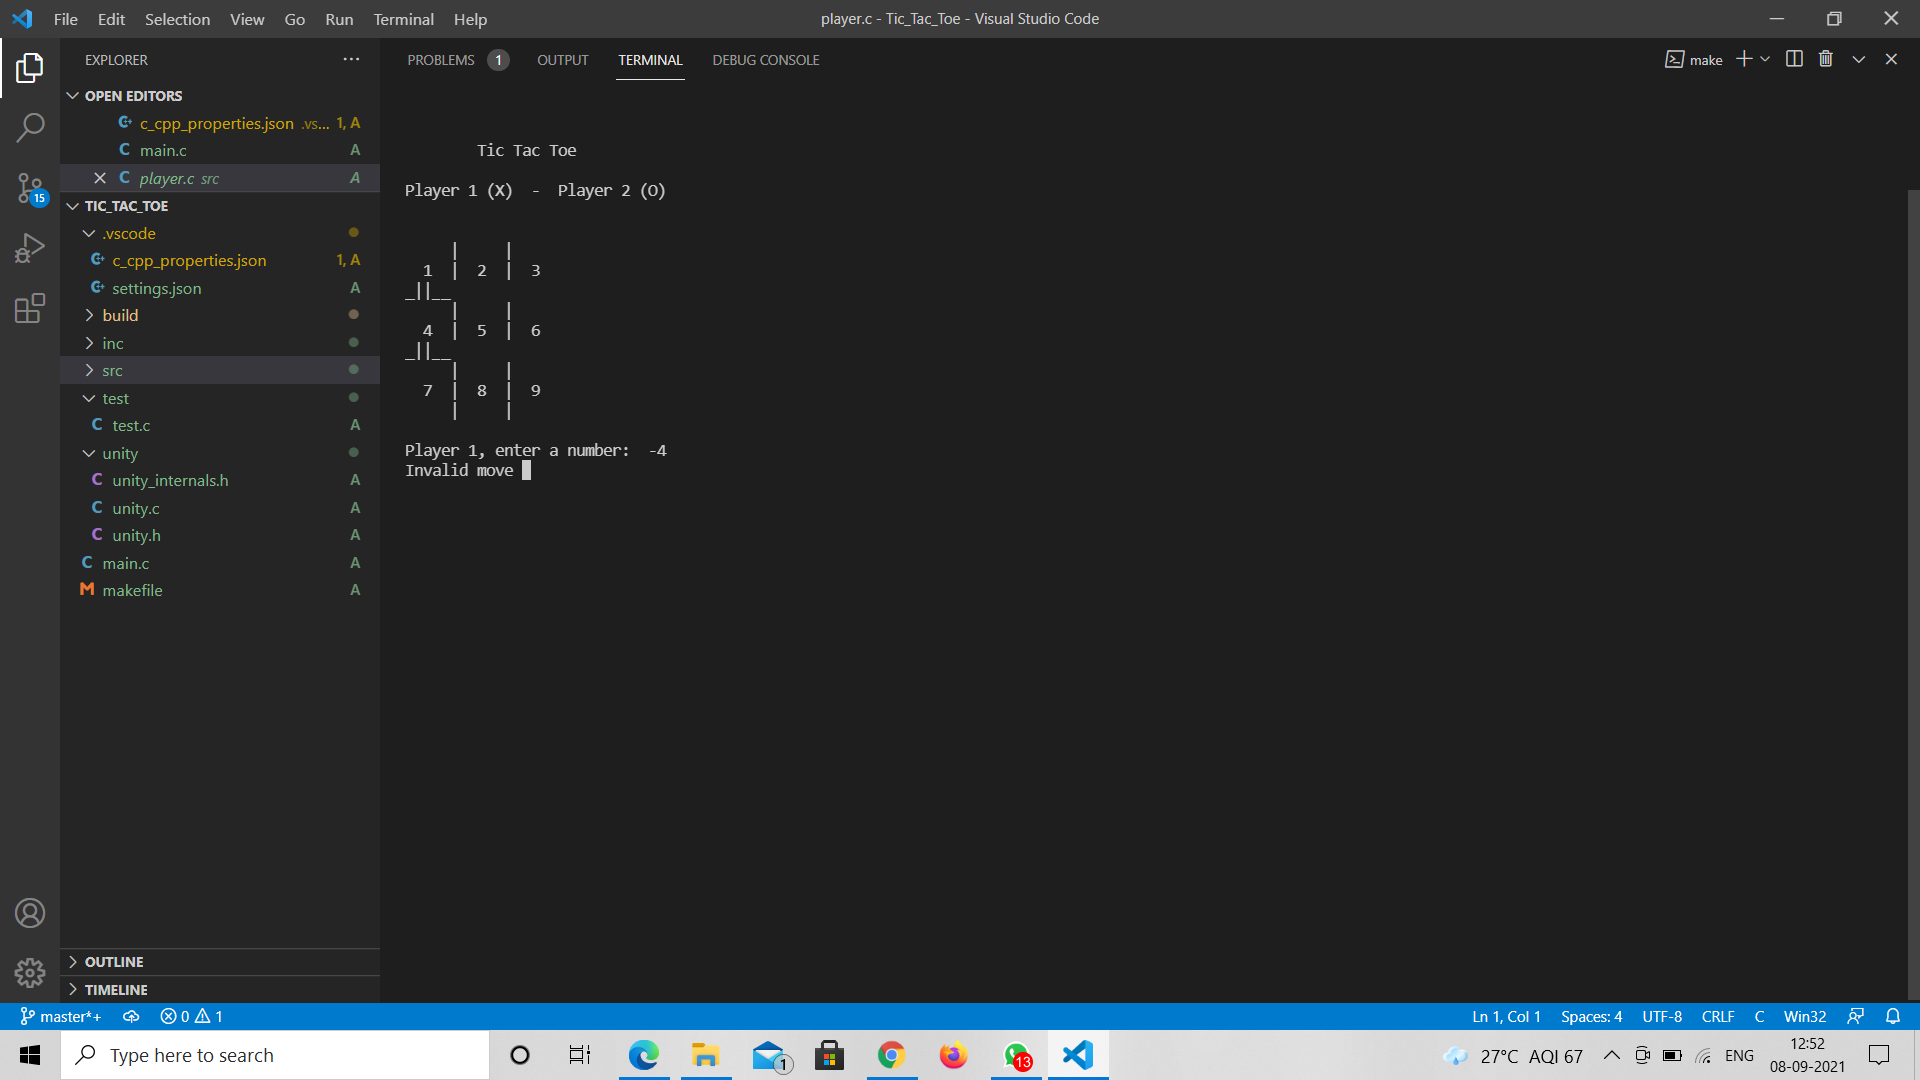 File Edit Selection View Go Run Terminal Help
player.c - Tic_Tac_Toe - Visual Studio Code
EXPLORER ...
OPEN EDITORS
c_cpp_properties.json .vs... 1, A
main.c A
player.c src A
TIC_TAC_TOE
.vscode
c_cpp_properties.json 1, A
settings.json A
build
inc
src
test
test.c A
unity
unity_internals.h A
unity.c A
unity.h A
main.c A
makefile A
OUTLINE
TIMELINE
15
PROBLEMS 1 OUTPUT TERMINAL DEBUG CONSOLE
make
Tic Tac Toe
Player 1 (X)  -  Player 2 (O)
     |     |
  1  |  2  |  3
_||__
     |     |
  4  |  5  |  6
_||__
     |     |
  7  |  8  |  9
     |     |
Player 1, enter a number:  -4
Invalid move
master*+ 0 1
Ln 1, Col 1 Spaces: 4 UTF-8 CRLF C Win32
Type here to search
1
13
27°C AQI 67 ENG
12:52
08-09-2021